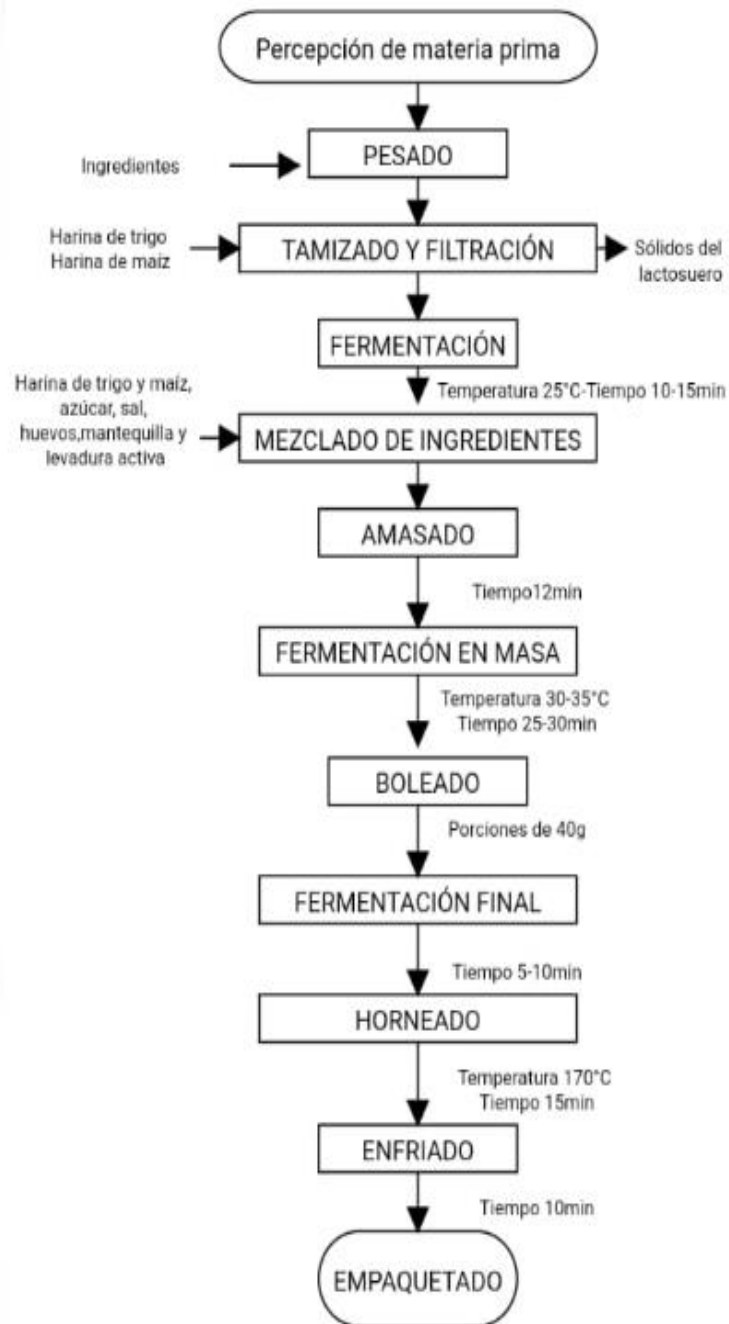 Percepción de materia prima
Ingredientes
PESADO
Harina de trigo
Harina de maíz
TAMIZADO Y FILTRACIÓN
Sólidos del
lactosuero
FERMENTACIÓN
Temperatura 25°C-Tiempo 10-15min
Harina de trigo y maíz,
azúcar, sal,
huevos,mantequilla y
levadura activa
MEZCLADO DE INGREDIENTES
AMASADO
Tiempo12min
FERMENTACIÓN EN MASA
Temperatura 30-35°C
Tiempo 25-30min
BOLEADO
Porciones de 40g
FERMENTACIÓN FINAL
Tiempo 5-10min
HORNEADO
Temperatura 170°C
Tiempo 15min
ENFRIADO
Tiempo 10min
EMPAQUETADO